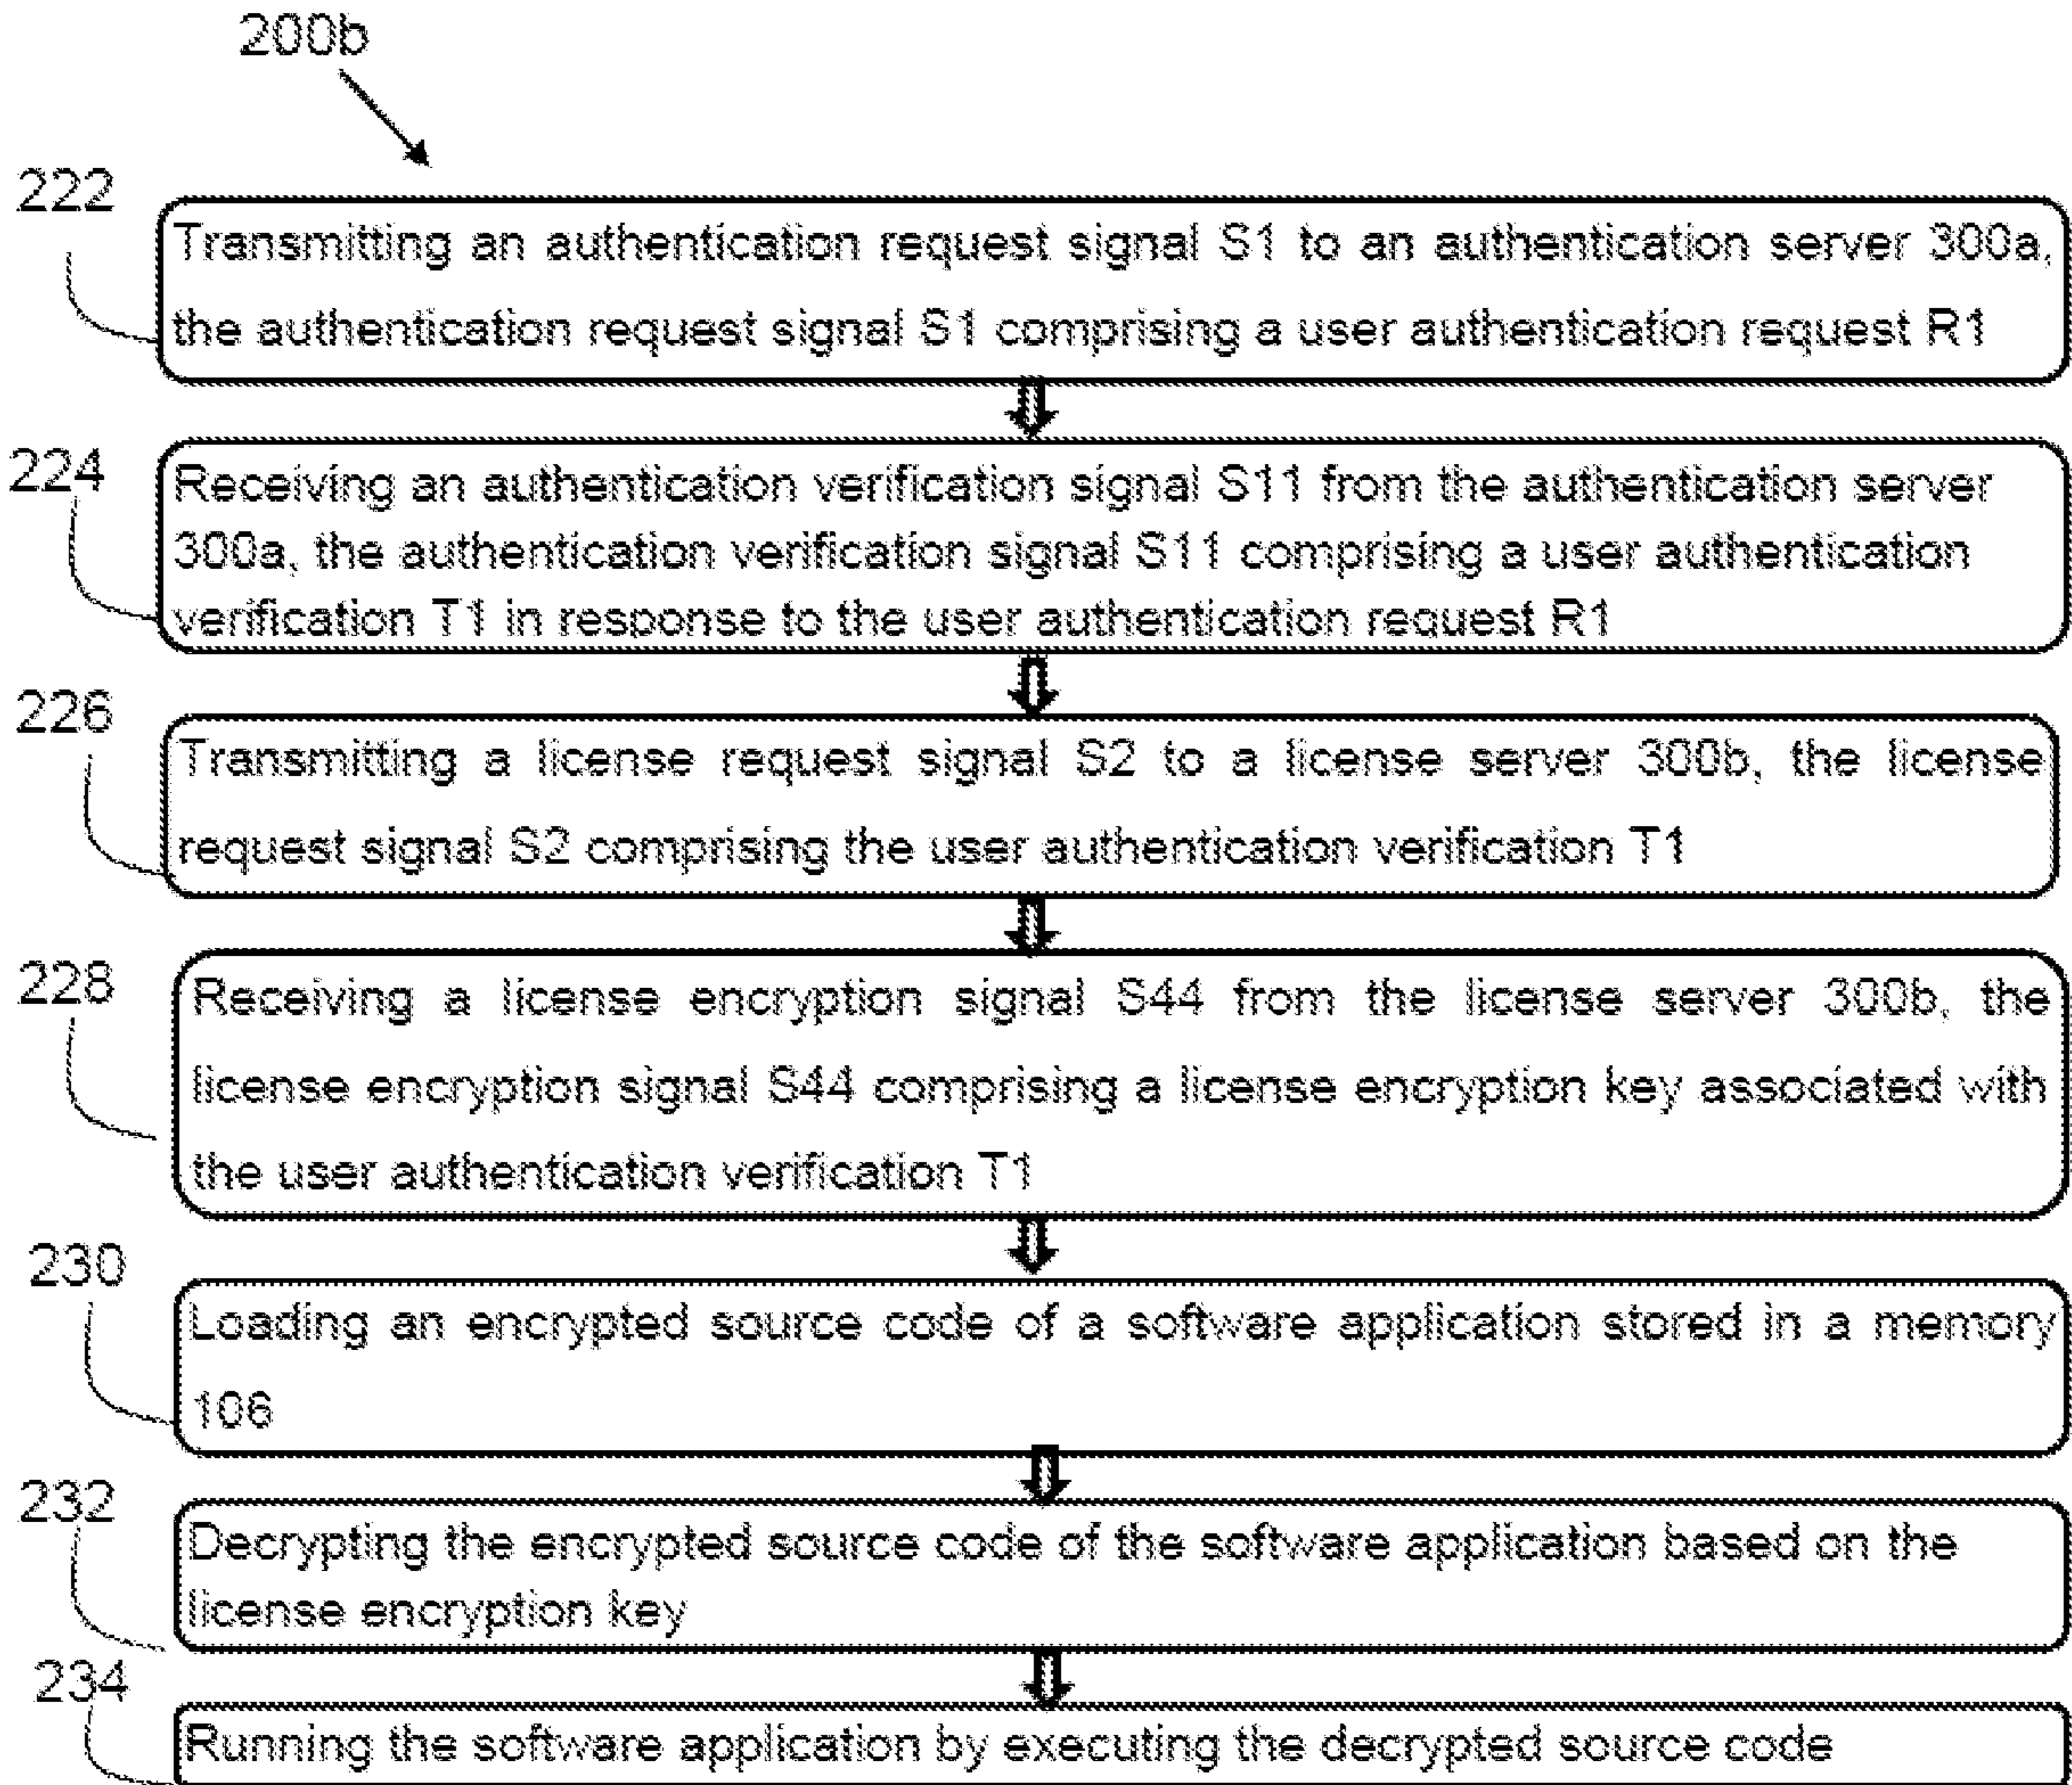 200b
222
Transmitting an authentication request signal S1 to an authentication server 300a,
the authentication request signal S1 comprising a user authentication request R1
224
Receiving an authentication verification signal S11 from the authentication server
300a, the authentication verification signal S11 comprising a user authentication
verification T1 in response to the user authentication request R1
226
Transmitting a license request signal S2 to a license server 300b, the license
request signal S2 comprising the user authentication verification T1
228
Receiving a license encryption signal S44 from the license server 300b, the
license encryption signal S44 comprising a license encryption key associated with
the user authentication verification T1
230
Loading an encrypted source code of a software application stored in a memory
106
232
Decrypting the encrypted source code of the software application based on the
license encryption key
234
Running the software application by executing the decrypted source code